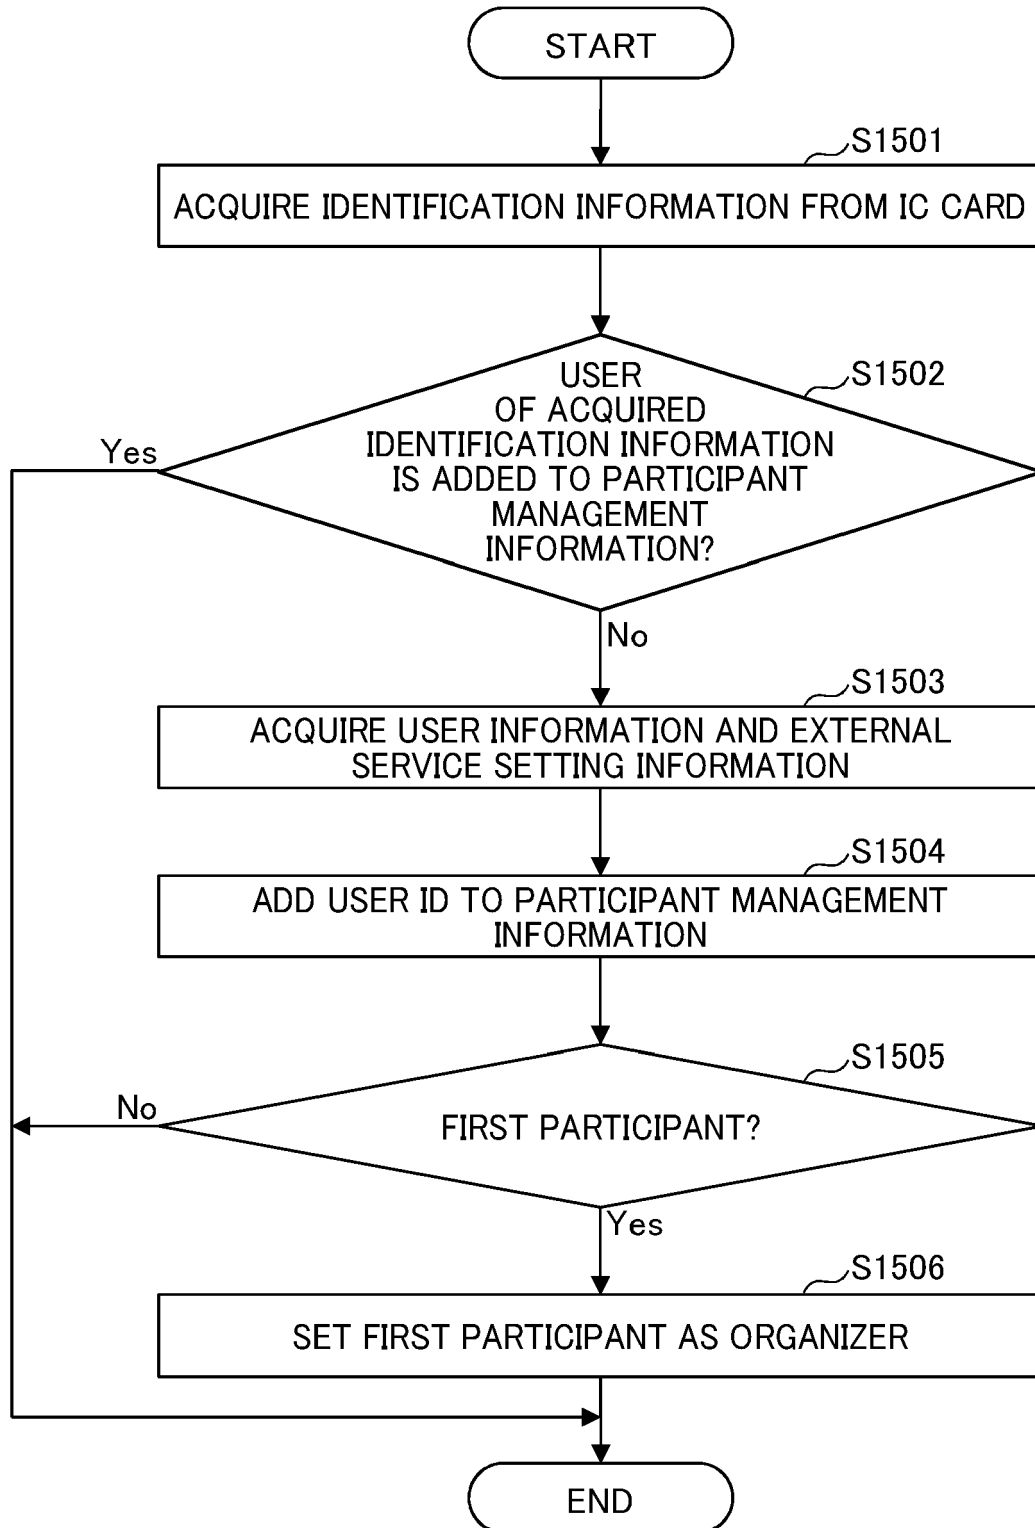 START
S1501
ACQUIRE IDENTIFICATION INFORMATION FROM IC CARD
S1502
USER
OF ACQUIRED
IDENTIFICATION INFORMATION
IS ADDED TO PARTICIPANT
MANAGEMENT
INFORMATION?
Yes
No
S1503
ACQUIRE USER INFORMATION AND EXTERNAL
SERVICE SETTING INFORMATION
S1504
ADD USER ID TO PARTICIPANT MANAGEMENT
INFORMATION
S1505
No
FIRST PARTICIPANT?
Yes
S1506
SET FIRST PARTICIPANT AS ORGANIZER
END